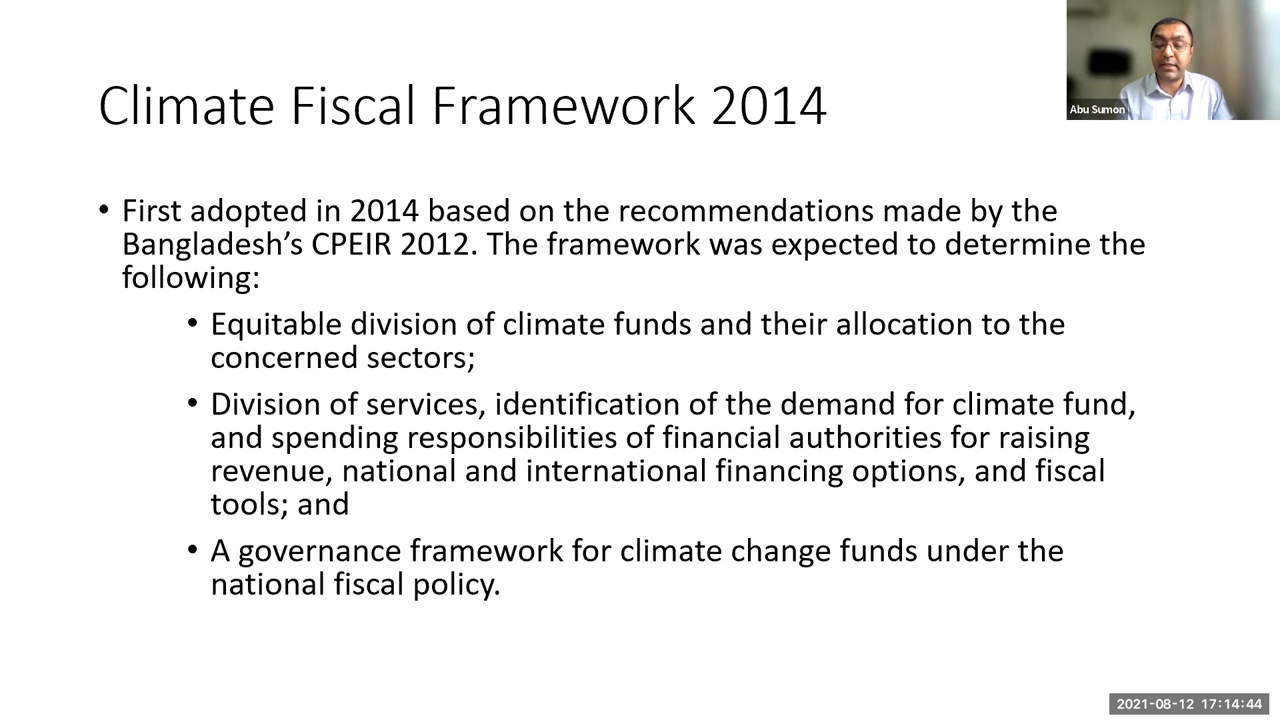 Abu Sumon
Climate Fiscal Framework 2014
• First adopted in 2014 based on the recommendations made by the
Bangladesh’s CPEIR 2012. The framework was expected to determine the
following:
• Equitable division of climate funds and their allocation to the
concerned sectors;
• Division of services, identification of the demand for climate fund,
and spending responsibilities of financial authorities for raising
revenue, national and international financing options, and fiscal
tools; and
• A governance framework for climate change funds under the
national fiscal policy.
2021-08-12 17:14:44